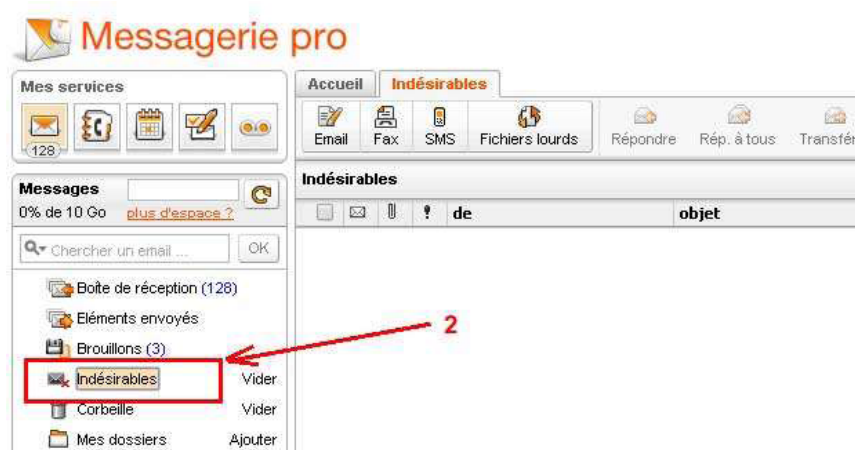 Messagerie pro
Mes services
(128)
Messages
0% de 10 Go plus d'espace ?
Chercher un email ... OK
Boîte de réception (128)
Eléments envoyés
Brouillons (3)
Indésirables Vider
Corbeille Vider
Mes dossiers Ajouter
Accueil Indésirables
Email Fax SMS Fichiers lourds Répondre Rép. à tous Transfér
Indésirables
de objet
2